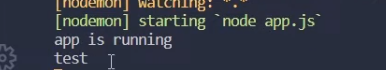 [nodemon] watching: *.*
[nodemon] starting `node app.js`
app is running
test